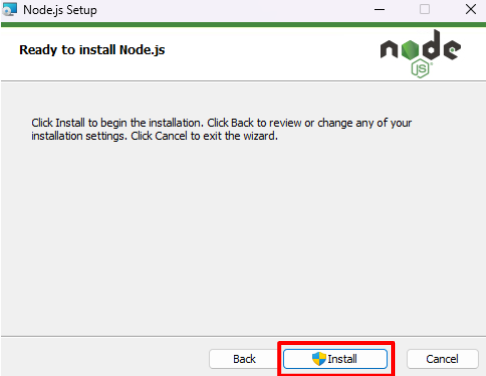 Node.js Setup
Ready to install Node.js
node
JS
Click Install to begin the installation. Click Back to review or change any of your
installation settings. Click Cancel to exit the wizard.
Back
Install
Cancel